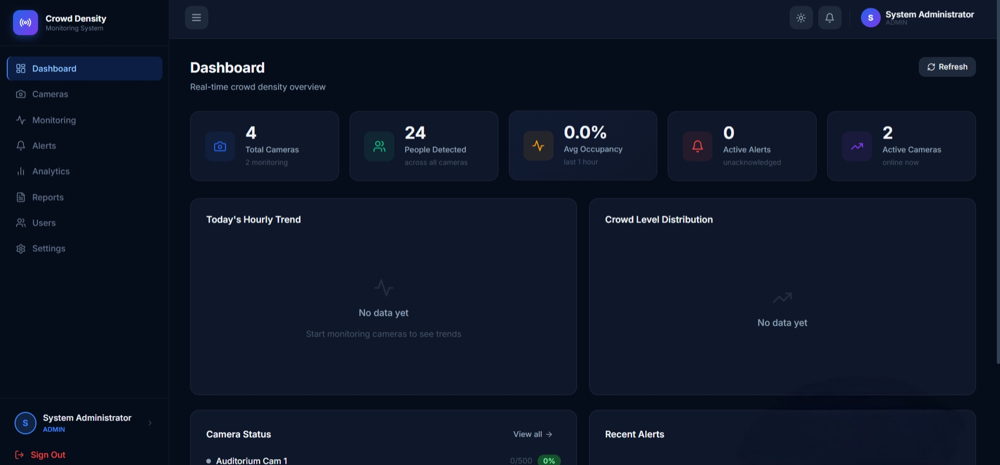 Crowd Density
Monitoring System
Dashboard
Cameras
Monitoring
Alerts
Analytics
Reports
Users
Settings
S
System Administrator
ADMIN
Sign Out
S
System Administrator
ADMIN
Dashboard
Real-time crowd density overview
Refresh
4
Total Cameras
2 monitoring
24
People Detected
across all cameras
0.0%
Avg Occupancy
last 1 hour
0
Active Alerts
unacknowledged
2
Active Cameras
online now
Today's Hourly Trend
No data yet
Start monitoring cameras to see trends
Crowd Level Distribution
No data yet
Camera Status
View all →
Auditorium Cam 1
0/500 0%
Recent Alerts